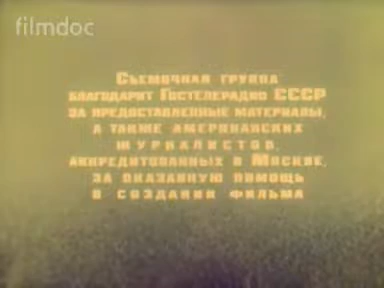 filmdoc
Съемочная группа
благодарит Гостелерадио СССР
за предоставленные материалы,
а также американских
журналистов,
аккредитованных в Москве,
за оказанную помощь
в создании фильма